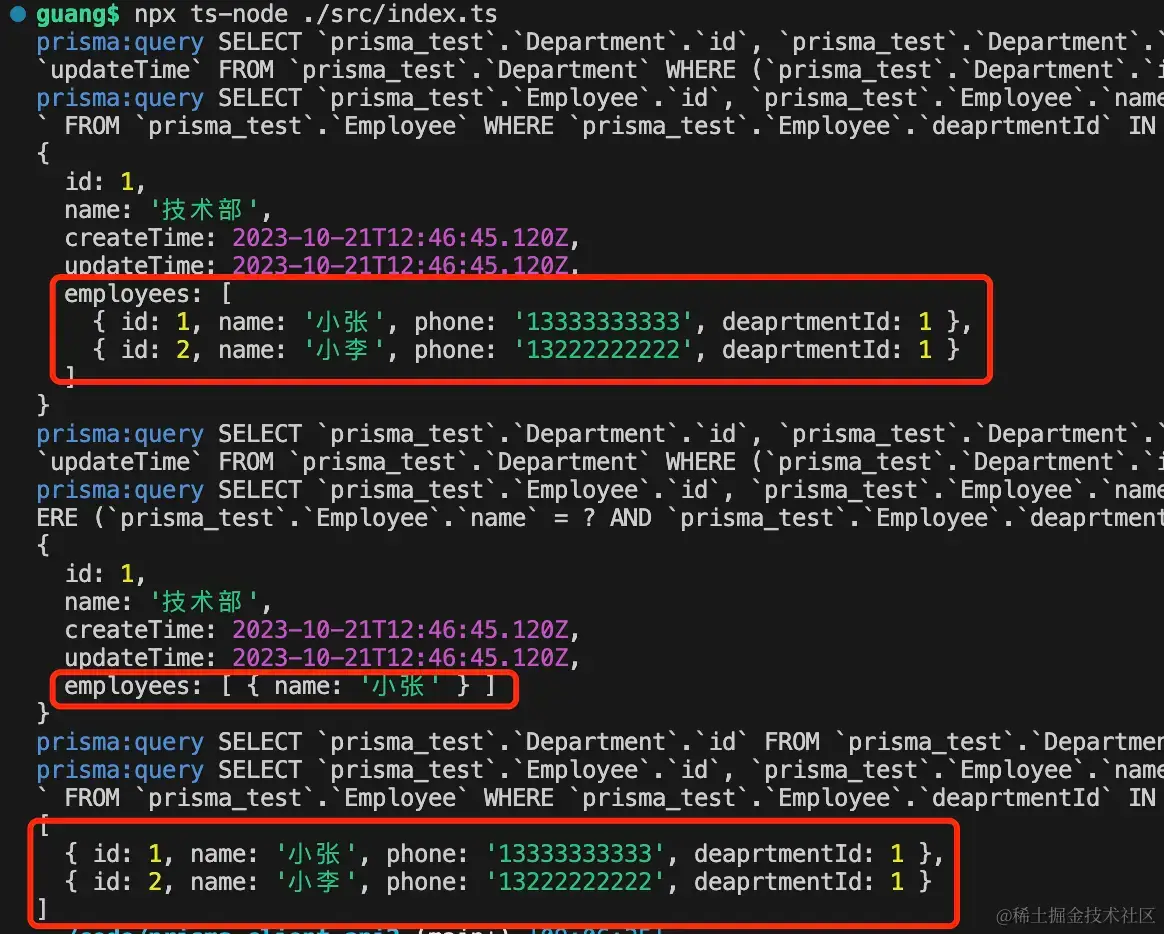 guang$ npx ts-node ./src/index.ts
prisma:query SELECT `prisma_test`.`Department`.`id`, `prisma_test`.`Department`.`
`updateTime` FROM `prisma_test`.`Department` WHERE (`prisma_test`.`Department`.`i
prisma:query SELECT `prisma_test`.`Employee`.`id`, `prisma_test`.`Employee`.`name
` FROM `prisma_test`.`Employee` WHERE `prisma_test`.`Employee`.`deaprtmentId` IN
{
  id: 1,
  name: '技术部',
  createTime: 2023-10-21T12:46:45.120Z,
  updateTime: 2023-10-21T12:46:45.120Z,
  employees: [
    { id: 1, name: '小张', phone: '13333333333', deaprtmentId: 1 },
    { id: 2, name: '小李', phone: '13222222222', deaprtmentId: 1 }
  ]
}
prisma:query SELECT `prisma_test`.`Department`.`id`, `prisma_test`.`Department`.`
`updateTime` FROM `prisma_test`.`Department` WHERE (`prisma_test`.`Department`.`i
prisma:query SELECT `prisma_test`.`Employee`.`id`, `prisma_test`.`Employee`.`name
ERE (`prisma_test`.`Employee`.`name` = ? AND `prisma_test`.`Employee`.`deaprtment
{
  id: 1,
  name: '技术部',
  createTime: 2023-10-21T12:46:45.120Z,
  updateTime: 2023-10-21T12:46:45.120Z,
  employees: [ { name: '小张' } ]
}
prisma:query SELECT `prisma_test`.`Department`.`id` FROM `prisma_test`.`Departmen
prisma:query SELECT `prisma_test`.`Employee`.`id`, `prisma_test`.`Employee`.`name
` FROM `prisma_test`.`Employee` WHERE `prisma_test`.`Employee`.`deaprtmentId` IN
[
  { id: 1, name: '小张', phone: '13333333333', deaprtmentId: 1 },
  { id: 2, name: '小李', phone: '13222222222', deaprtmentId: 1 }
]
@稀土掘金技术社区